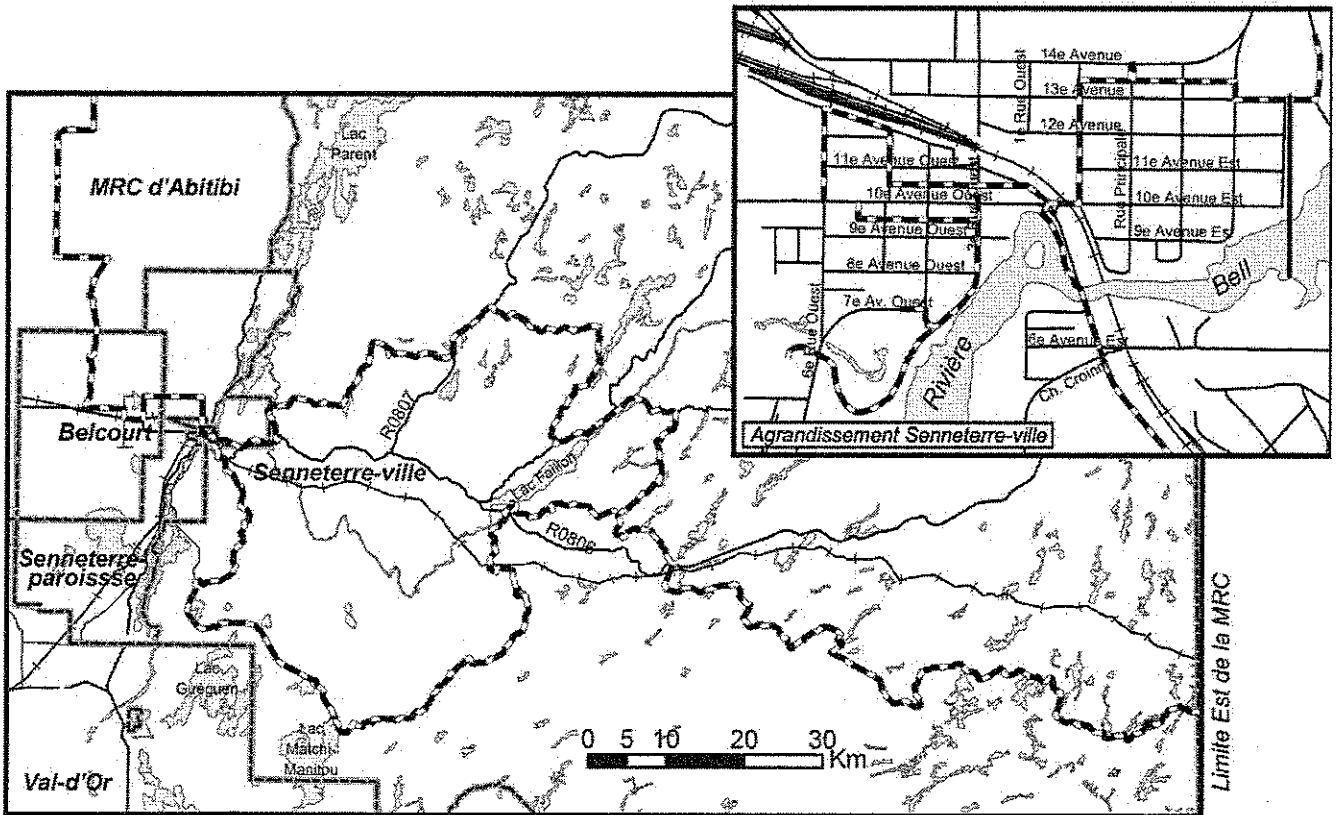 14e Avenue
1re Rue Ouest
13e Avenue
12e Avenue
11e Avenue Ouest
Rue Principale
11e Avenue Est
10e Avenue Ouest
10e Avenue Est
9e Avenue Ouest
9e Avenue Est
8e Avenue Ouest
7e Av. Ouest
6e Rue Ouest
Bell
Rivière
6e Avenue Est
Ch. Croinor
Agrandissement Senneterre-ville
Lac
Parent
MRC d'Abitibi
R0807
Belcourt
Senneterre-ville
Lac Faillon
R0806
Senneterre-
paroissse
Lac
Guéguen
Lac
Matchi-
Manitou
Val-d'Or
0 5 10 20 30
Km
Limite Est de la MRC